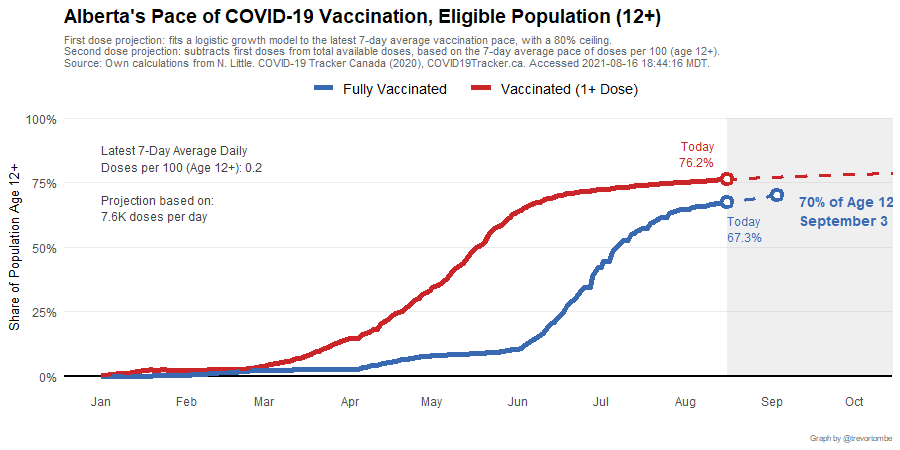 Alberta's Pace of COVID-19 Vaccination, Eligible Population (12+)
First dose projection: fits a logistic growth model to the latest 7-day average vaccination pace, with a 80% ceiling.
Second dose projection: subtracts first doses from total available doses, based on the 7-day average pace of doses per 100 (age 12+).
Source: Own calculations from N. Little. COVID-19 Tracker Canada (2020), COVID19Tracker.ca. Accessed 2021-08-16 18:44:16 MDT.
Fully Vaccinated Vaccinated (1+ Dose)
100%
75%
50%
25%
0%
Share of Population Age 12+
Latest 7-Day Average Daily
Doses per 100 (Age 12+): 0.2
Projection based on:
7.6K doses per day
Today
76.2%
70% of Age 12
September 3
Today
67.3%
Jan Feb Mar Apr May Jun Jul Aug Sep Oct
Graph by @trevortombe